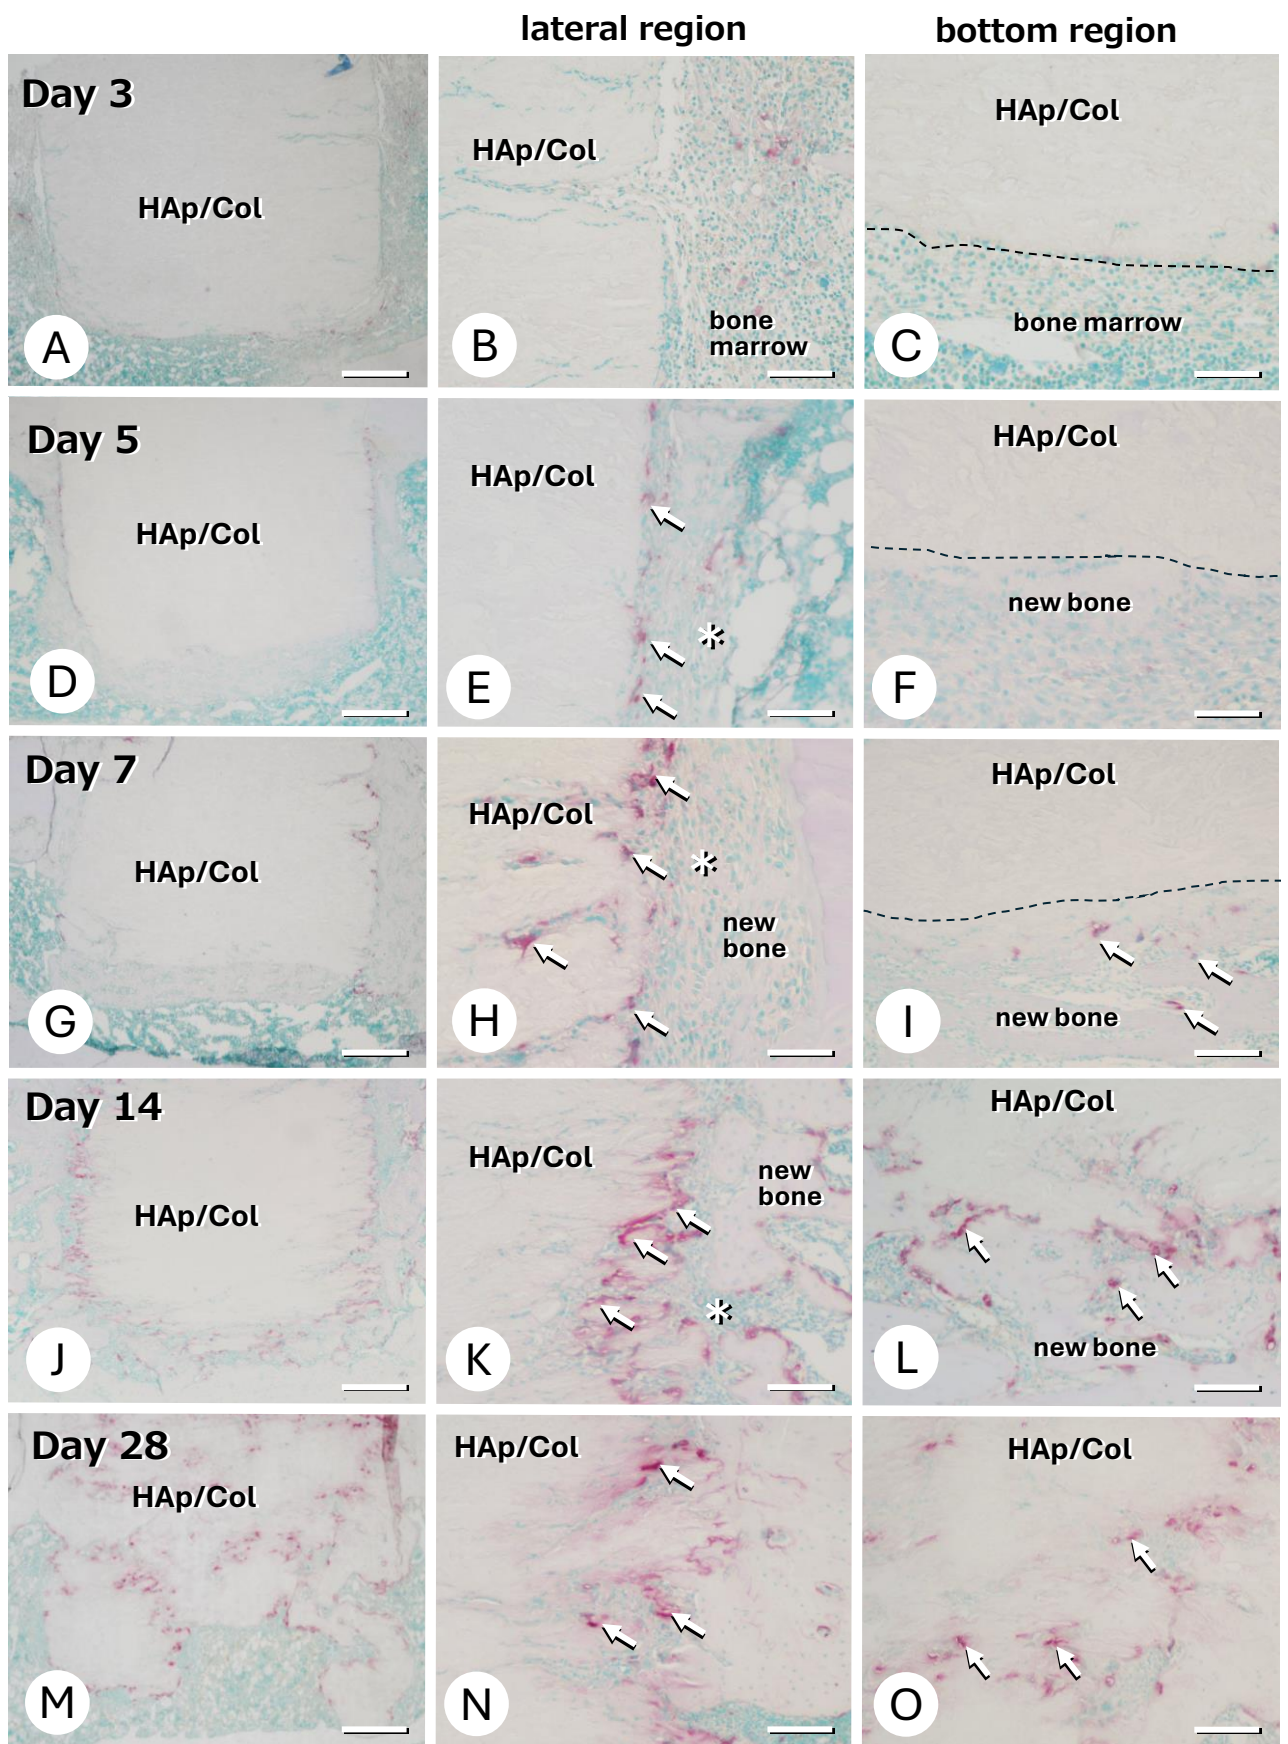 lateral region
bottom region
Day 3
HAp/Col
A
HAp/Col
bone
marrow
B
HAp/Col
bone marrow
C
Day 5
HAp/Col
D
HAp/Col
*
E
HAp/Col
new bone
F
Day 7
HAp/Col
G
HAp/Col
*
new
bone
H
HAp/Col
new bone
I
Day 14
HAp/Col
J
HAp/Col
new
bone
*
K
HAp/Col
new bone
L
Day 28
HAp/Col
M
HAp/Col
N
HAp/Col
O